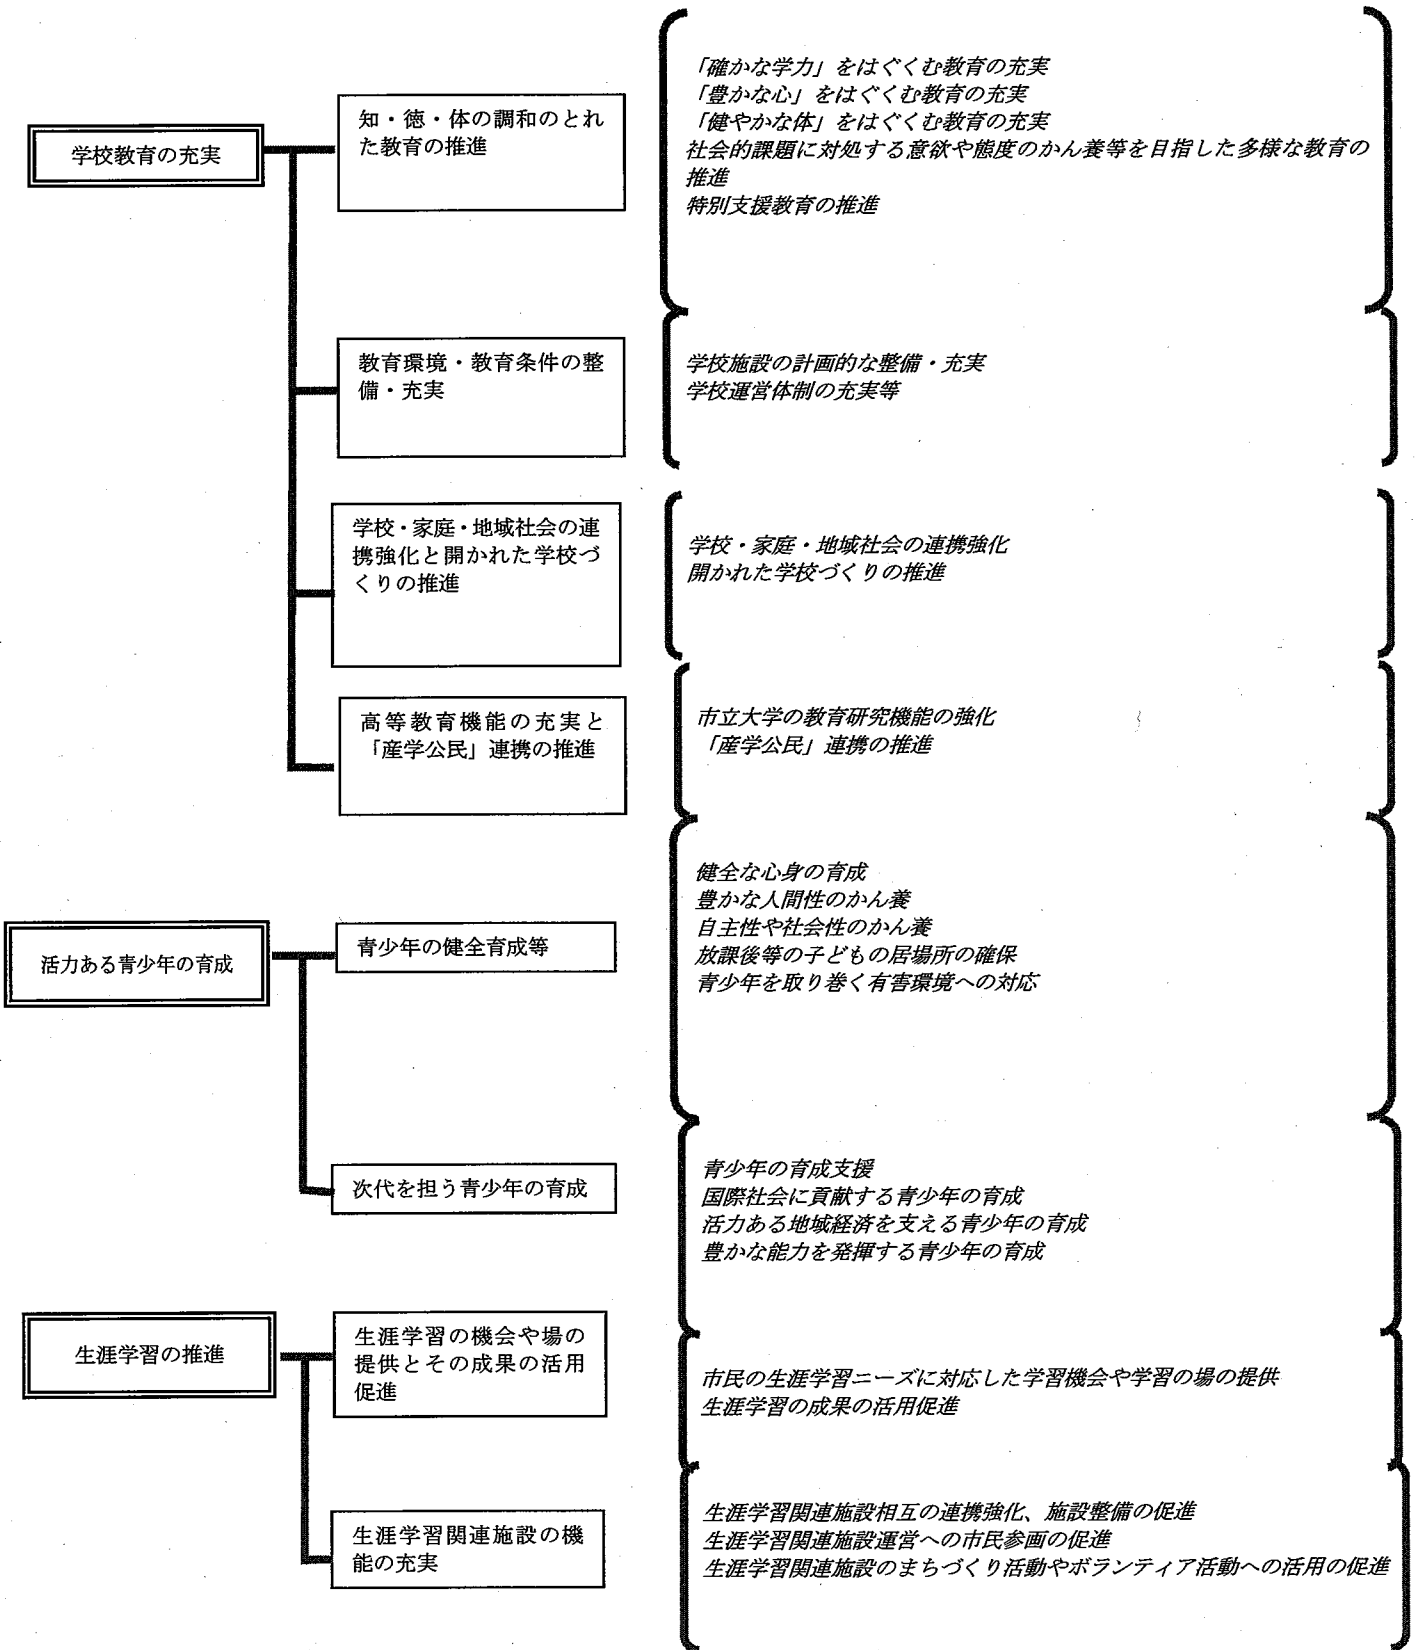 学校教育の充実
知・徳・体の調和のとれ
た教育の推進
「確かな学力」をはぐくむ教育の充実
「豊かな心」をはぐくむ教育の充実
「健やかな体」をはぐくむ教育の充実
社会的課題に対処する意欲や態度のかん養等を目指した多様な教育の
推進
特別支援教育の推進
教育環境・教育条件の整
備・充実
学校施設の計画的な整備・充実
学校運営体制の充実等
学校・家庭・地域社会の連
携強化と開かれた学校づ
くりの推進
学校・家庭・地域社会の連携強化
開かれた学校づくりの推進
高等教育機能の充実と
「産学公民」連携の推進
市立大学の教育研究機能の強化
「産学公民」連携の推進
活力ある青少年の育成
青少年の健全育成等
健全な心身の育成
豊かな人間性のかん養
自主性や社会性のかん養
放課後等の子どもの居場所の確保
青少年を取り巻く有害環境への対応
次代を担う青少年の育成
青少年の育成支援
国際社会に貢献する青少年の育成
活力ある地域経済を支える青少年の育成
豊かな能力を発揮する青少年の育成
生涯学習の推進
生涯学習の機会や場の
提供とその成果の活用
促進
市民の生涯学習ニーズに対応した学習機会や学習の場の提供
生涯学習の成果の活用促進
生涯学習関連施設の機
能の充実
生涯学習関連施設相互の連携強化、施設整備の促進
生涯学習関連施設運営への市民参画の促進
生涯学習関連施設のまちづくり活動やボランティア活動への活用の促進